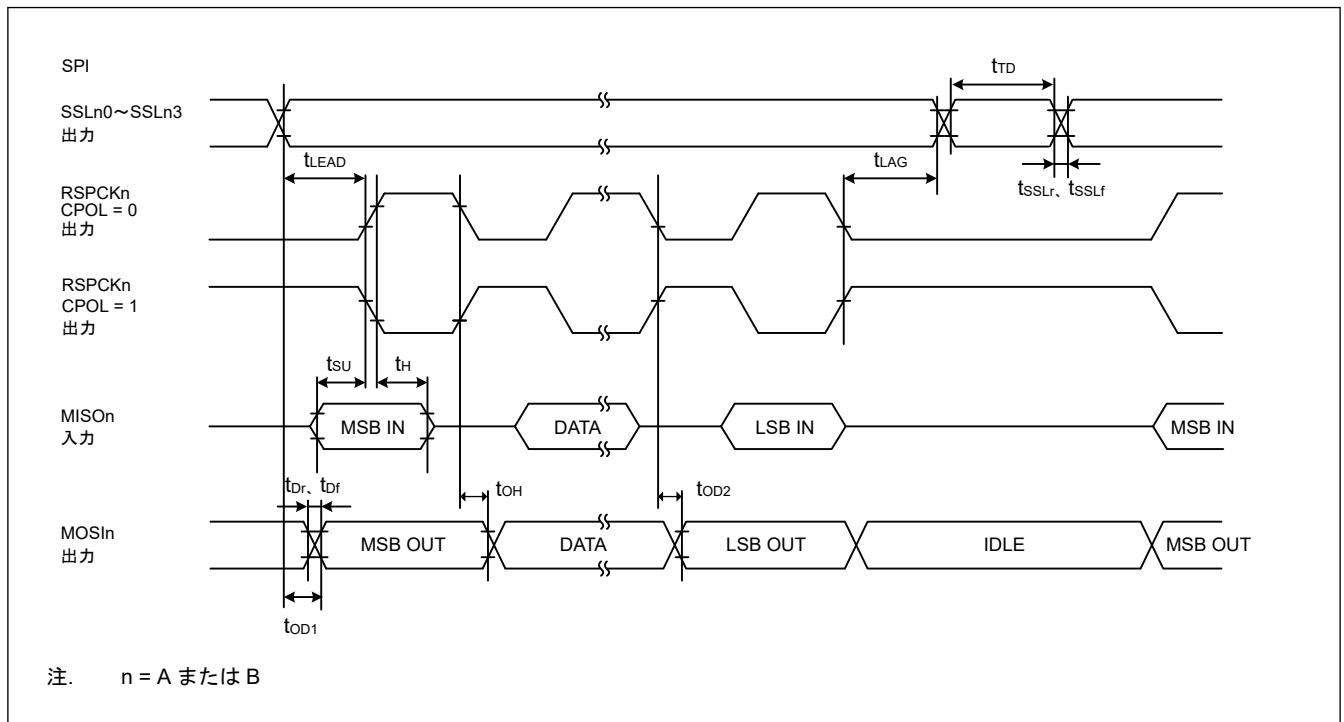 SPI
tTD
SSLn0～SSLn3
出力
tLEAD
tLAG
tSSLr、tSSLf
RSPCKn
CPOL = 0
出力
RSPCKn
CPOL = 1
出力
tSU
tH
MISOn
入力
MSB IN
DATA
LSB IN
MSB IN
tDr、tDf
tOH
tOD2
MOSIn
出力
MSB OUT
DATA
LSB OUT
IDLE
MSB OUT
tOD1
注. n = A または B